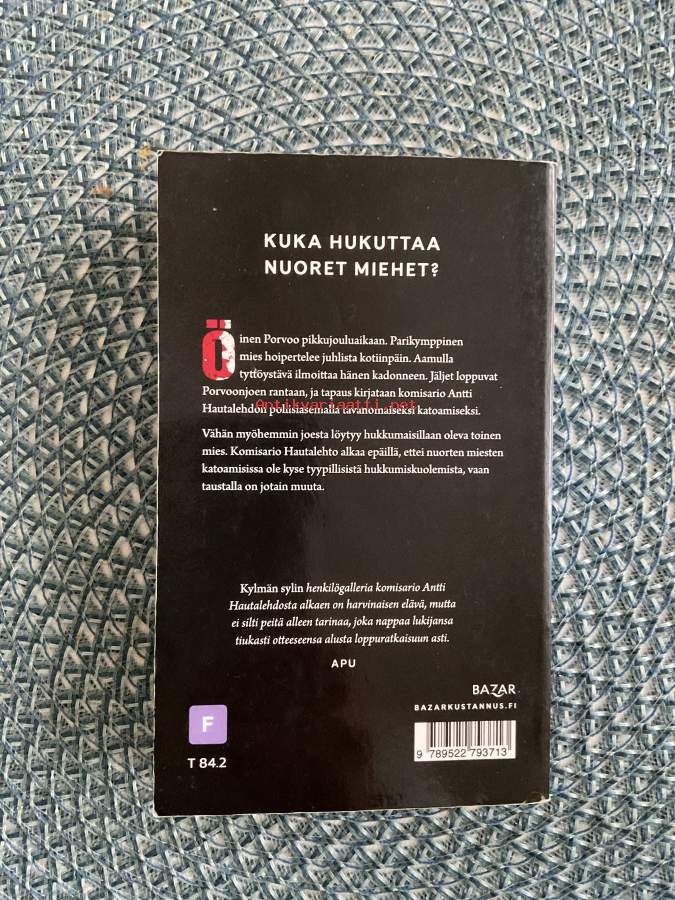 KUKA HUKUTTAA
NUORET MIEHET?
Öinen Porvoo pikkujouluaikaan. Parikymppinen
mies hoipertelee juhlista kotiinpäin. Aamulla
tyttöystävä ilmoittaa hänen kadonneen. Jäljet loppuvat
Porvoonjoen rantaan, ja tapaus kirjataan komisario Antti
Antikvariaatti.net
Hautalehdon poliisiasemalla tavanomaiseksi katoamiseksi.
Vähän myöhemmin joesta löytyy hukkumaisillaan oleva toinen
mies. Komisario Hautalehto alkaa epäillä, ettei nuorten miesten
katoamisissa ole kyse tyypillisistä hukkumiskuolemista, vaan
taustalla on jotain muuta.
Kylmän sylin henkilögalleria komisario Antti
Hautalehdosta alkaen on harvinaisen elävä, mutta
ei silti peitä alleen tarinaa, joka nappaa lukijansa
tiukasti otteeseensa alusta loppuratkaisuun asti.
APU
BAZAR
BAZARKUSTANNUS.FI
F
T 84.2
9 789522 793713